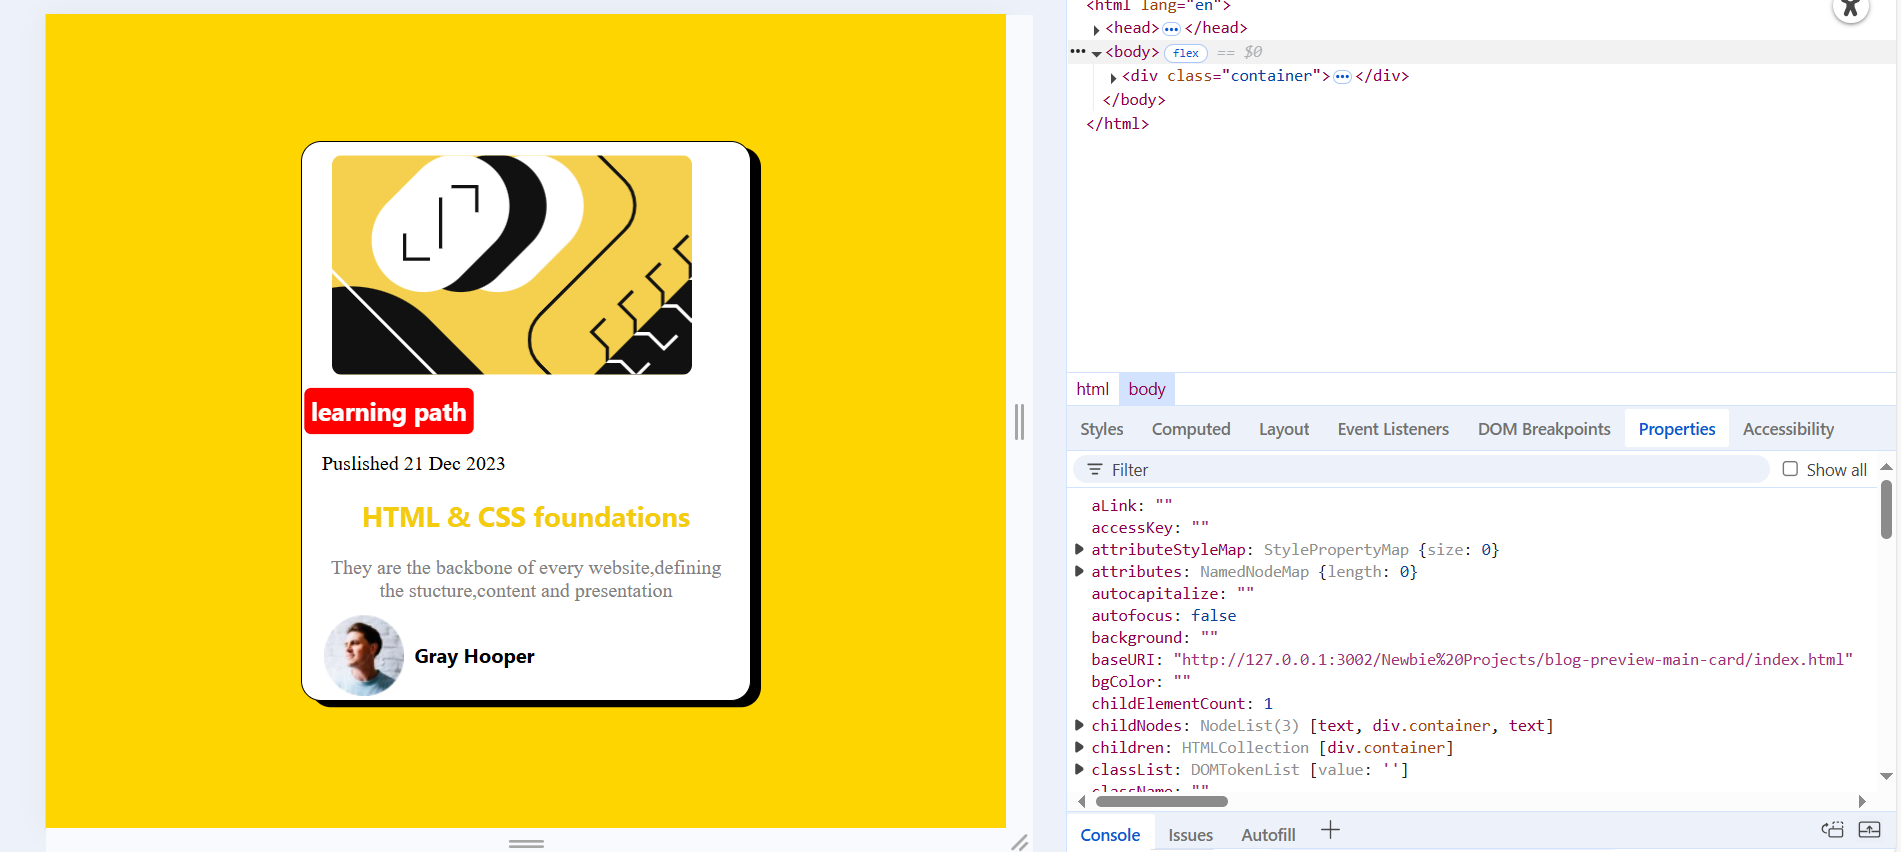 learning path
Puslished 21 Dec 2023
HTML & CSS foundations
They are the backbone of every website,defining
the stucture,content and presentation
Gray Hooper
<html lang="en">
<head> ••• </head>
••• <body> flex == $0
<div class="container"> ••• </div>
</body>
</html>
html body
Styles Computed Layout Event Listeners DOM Breakpoints Properties Accessibility
Filter Show all
aLink: ""
accessKey: ""
attributeStyleMap: StylePropertyMap {size: 0}
attributes: NamedNodeMap {length: 0}
autocapitalize: ""
autofocus: false
background: ""
baseURI: "http://127.0.0.1:3002/Newbie%20Projects/blog-preview-main-card/index.html"
bgColor: ""
childElementCount: 1
childNodes: NodeList(3) [text, div.container, text]
children: HTMLCollection [div.container]
classList: DOMTokenList [value: '']
className: ""
Console Issues Autofill